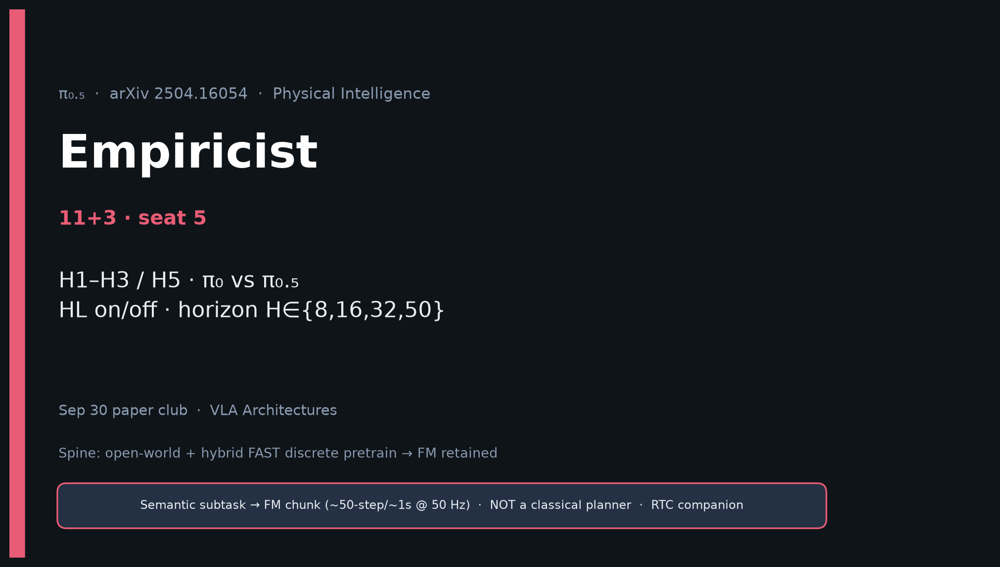 π₀.₅ · arXiv 2504.16054 · Physical Intelligence
Empiricist
11+3 · seat 5
H1–H3 / H5 · π₀ vs π₀.₅
HL on/off · horizon H∈{8,16,32,50}
Sep 30 paper club · VLA Architectures
Spine: open-world + hybrid FAST discrete pretrain → FM retained
Semantic subtask → FM chunk (~50-step/~1s @ 50 Hz) · NOT a classical planner · RTC companion